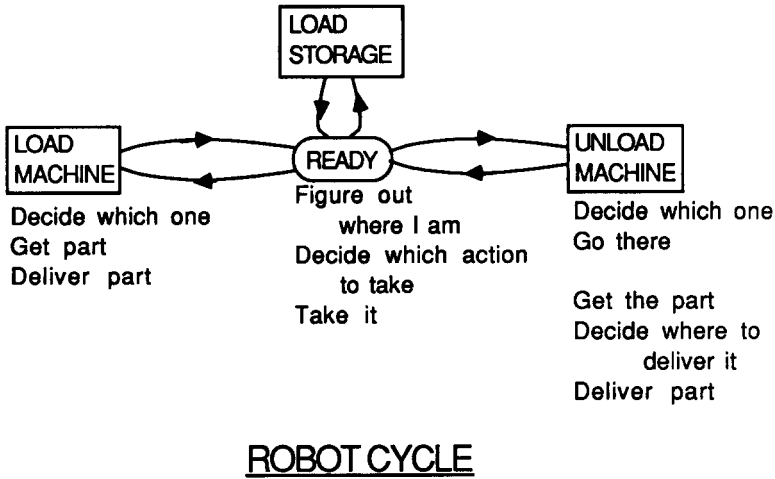 LOAD
STORAGE
LOAD
MACHINE
READY
UNLOAD
MACHINE
Decide which one
Get part
Deliver part
Figure out
where I am
Decide which action
to take
Take it
Decide which one
Go there
Get the part
Decide where to
deliver it
Deliver part
ROBOT CYCLE